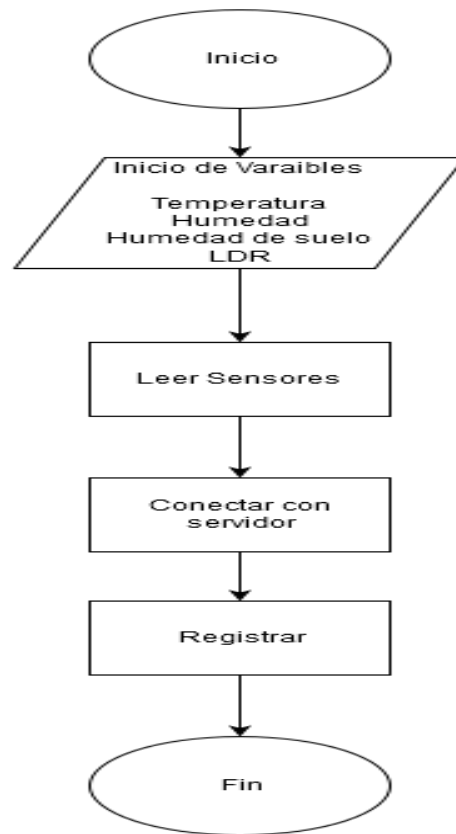 Inicio
Inicio de Varaibles
Temperatura
Humedad
Humedad de suelo
LDR
Leer Sensores
Conectar con
servidor
Registrar
Fin